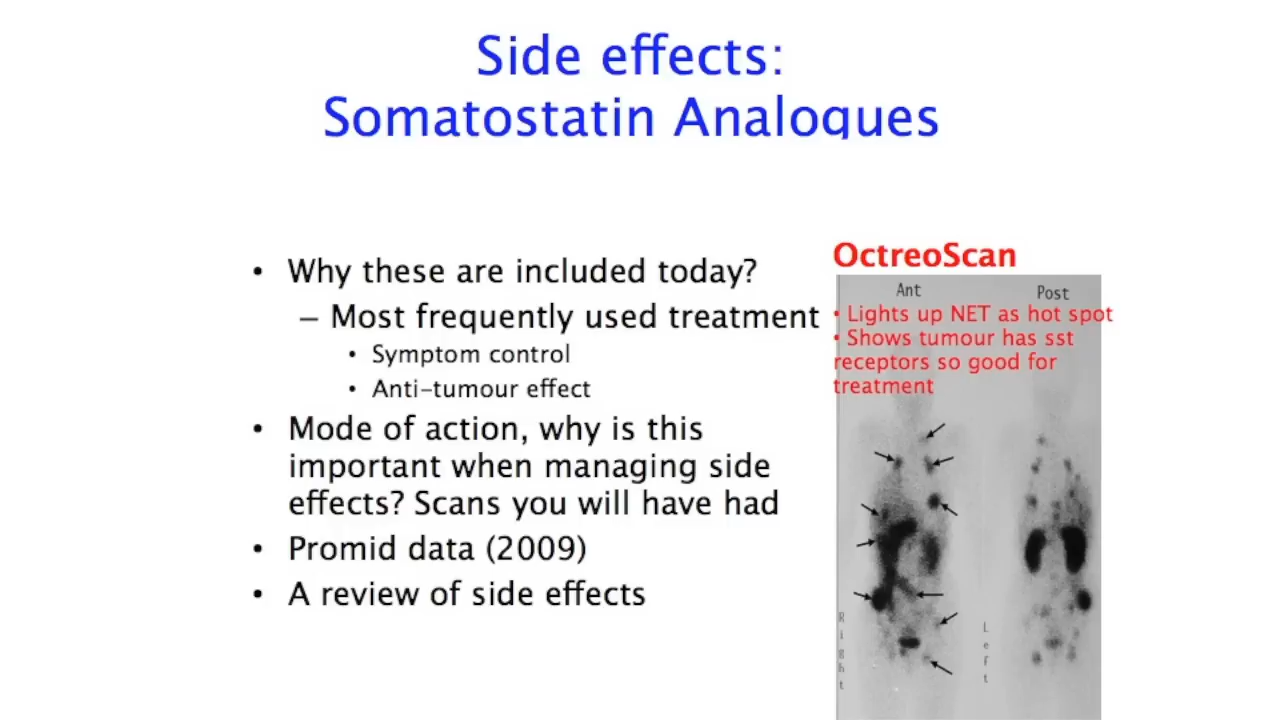 Side effects:
Somatostatin Analogues
• Why these are included today?
– Most frequently used treatment
• Symptom control
• Anti-tumour effect
• Mode of action, why is this
important when managing side
effects? Scans you will have had
• Promid data (2009)
• A review of side effects
OctreoScan
Ant
Post
• Lights up NET as hot spot
• Shows tumour has sst
receptors so good for
treatment
Right
Left